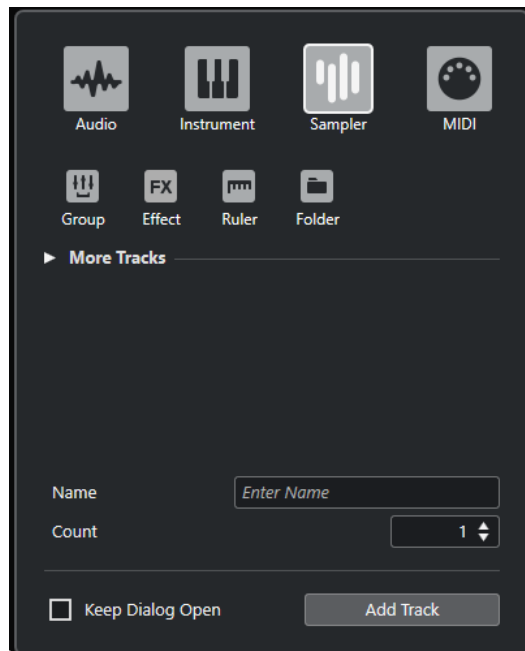 Audio Instrument Sampler MIDI
FX
Group Effect Ruler Folder
More Tracks
Name Enter Name
Count 1
Keep Dialog Open Add Track